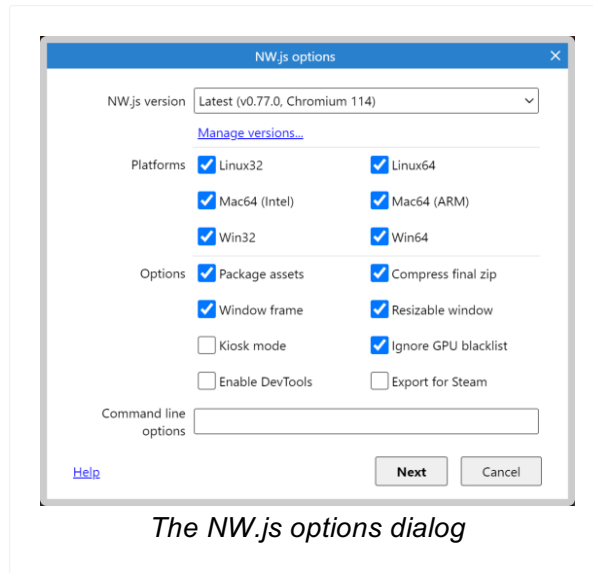 NW.js options
NW.js version Latest (v0.77.0, Chromium 114)
Manage versions...
Platforms Linux32 Linux64
Mac64 (Intel) Mac64 (ARM)
Win32 Win64
Options Package assets Compress final zip
Window frame Resizable window
Kiosk mode Ignore GPU blacklist
Enable DevTools Export for Steam
Command line
options
Help Next Cancel
The NW.js options dialog